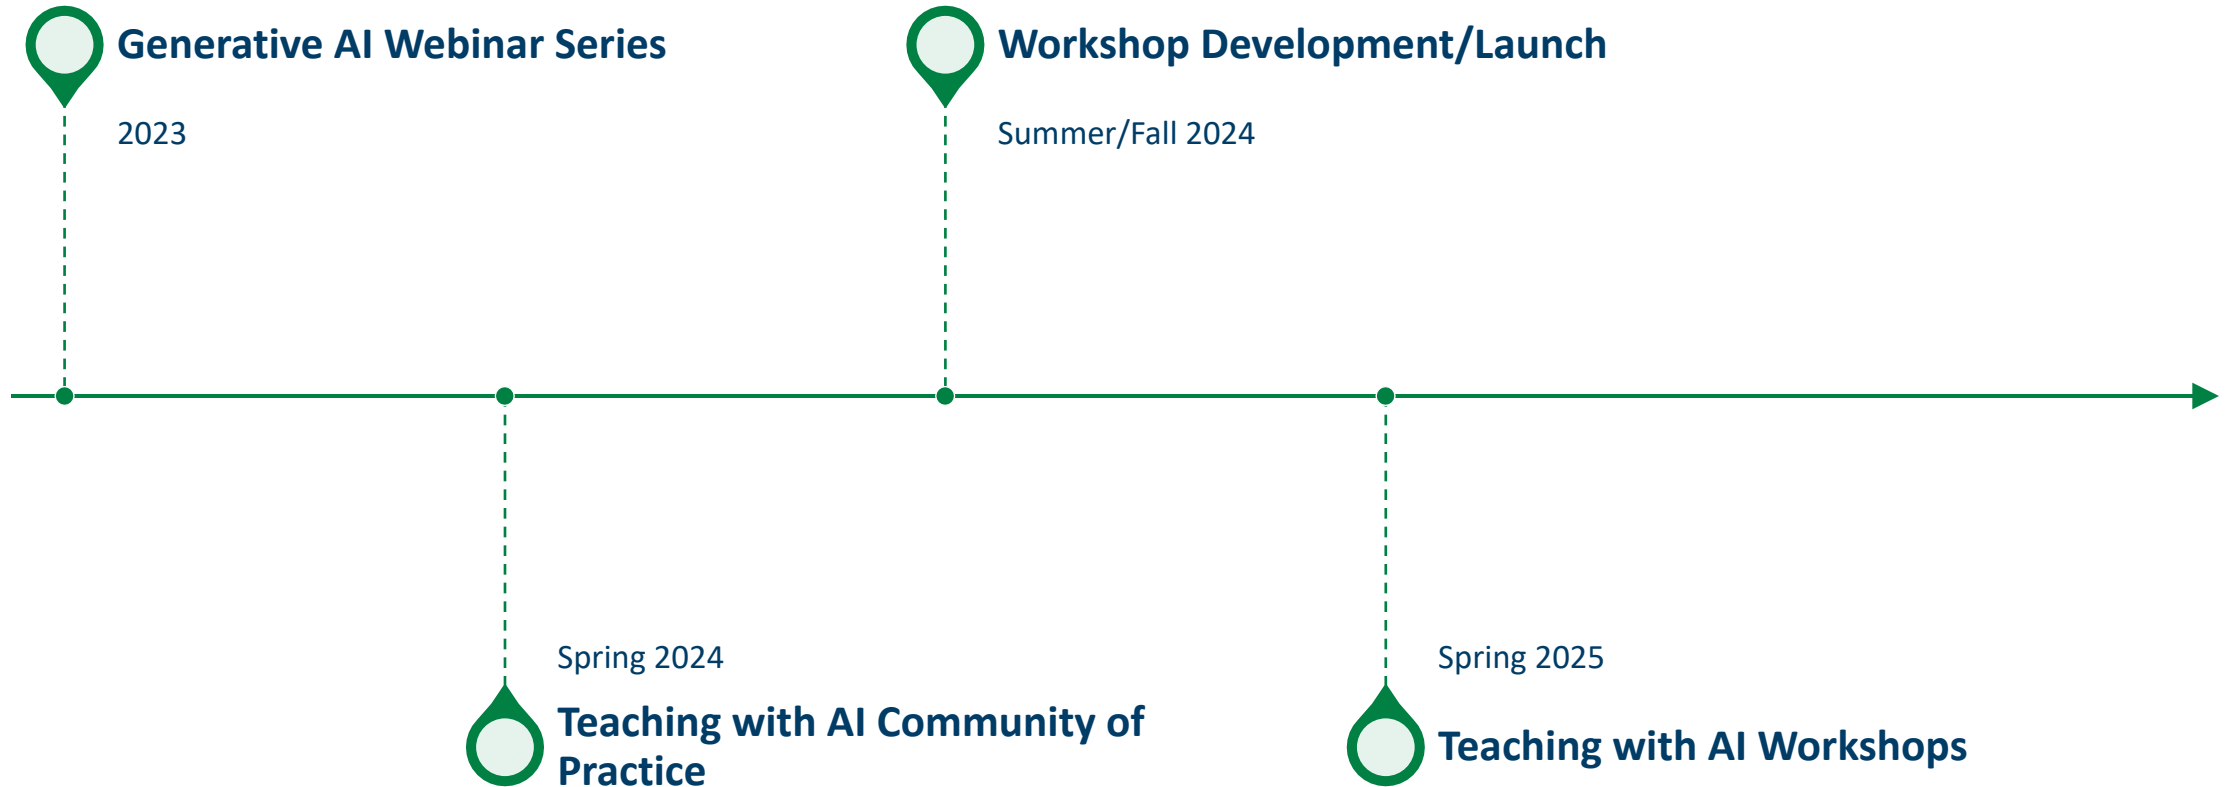 Generative AI Webinar Series
2023
Workshop Development/Launch
Summer/Fall 2024
Spring 2024
Teaching with AI Community of
Practice
Spring 2025
Teaching with AI Workshops